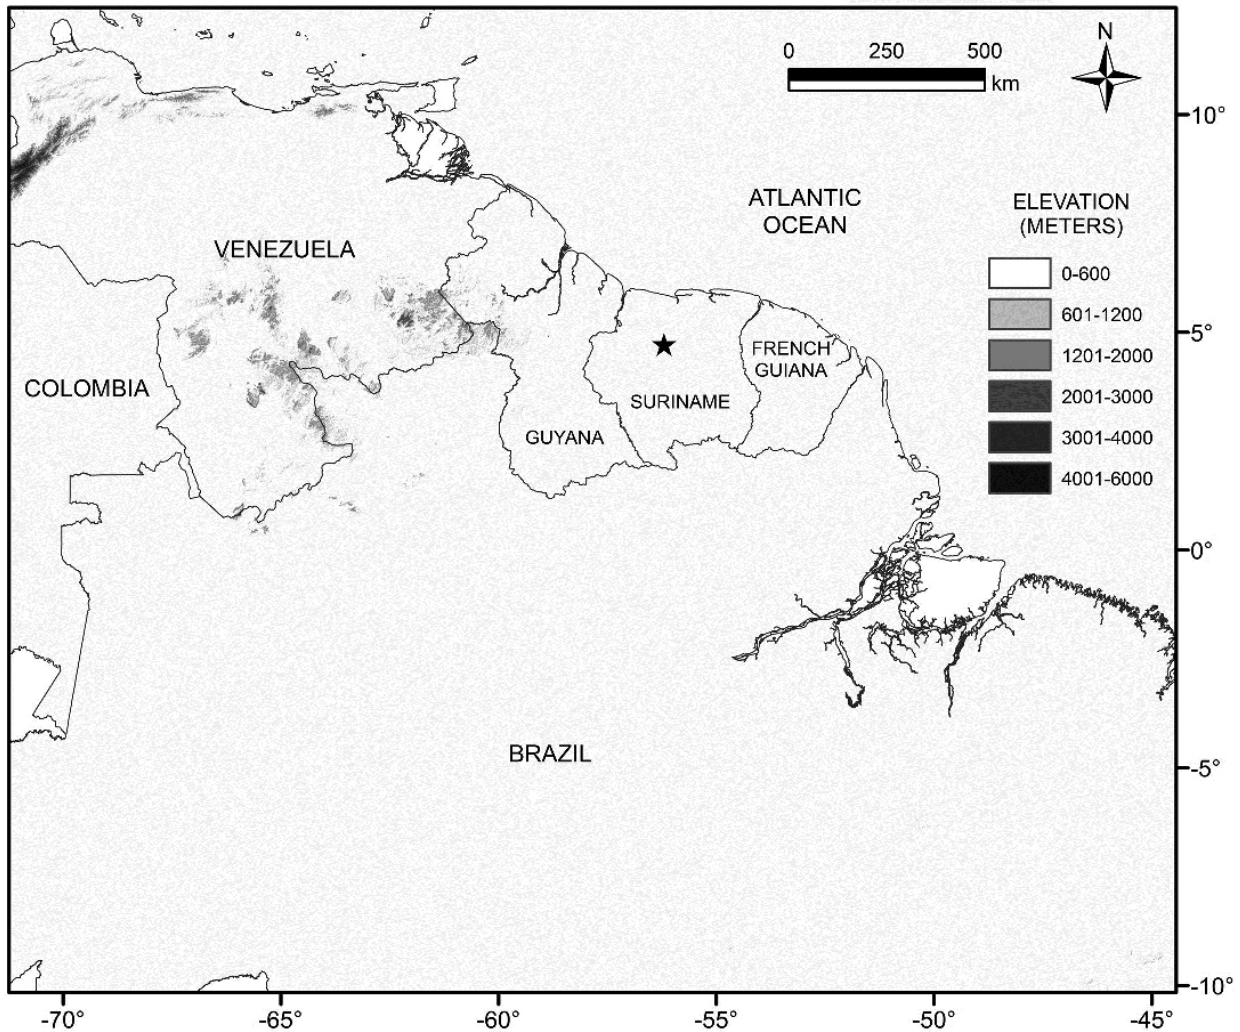 0 250 500
km
N
10°
ATLANTIC
OCEAN
ELEVATION
(METERS)
VENEZUELA
0-600
601-1200
5°
FRENCH
GUIANA
1201-2000
COLOMBIA
SURINAME
2001-3000
GUYANA
3001-4000
4001-6000
0°
BRAZIL
-5°
-10°
-70° -65° -60° -55° -50° -45°